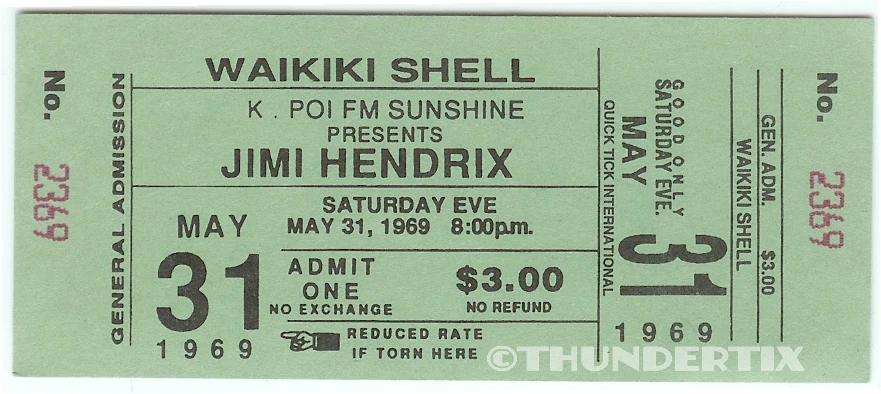 No. 2369
GENERAL ADMISSION
WAIKIKI SHELL
K . POI FM SUNSHINE
PRESENTS
JIMI HENDRIX
MAY
31
1969
SATURDAY EVE
MAY 31, 1969 8:00p.m.
ADMIT
ONE
NO EXCHANGE
$3.00
NO REFUND
REDUCED RATE
IF TORN HERE
QUICK TICK INTERNATIONAL
GOOD ONLY
SATURDAY EVE.
MAY
31
1969
WAIKIKI SHELL
GEN. ADM. $3.00
No. 2369
©THUNDERTIX